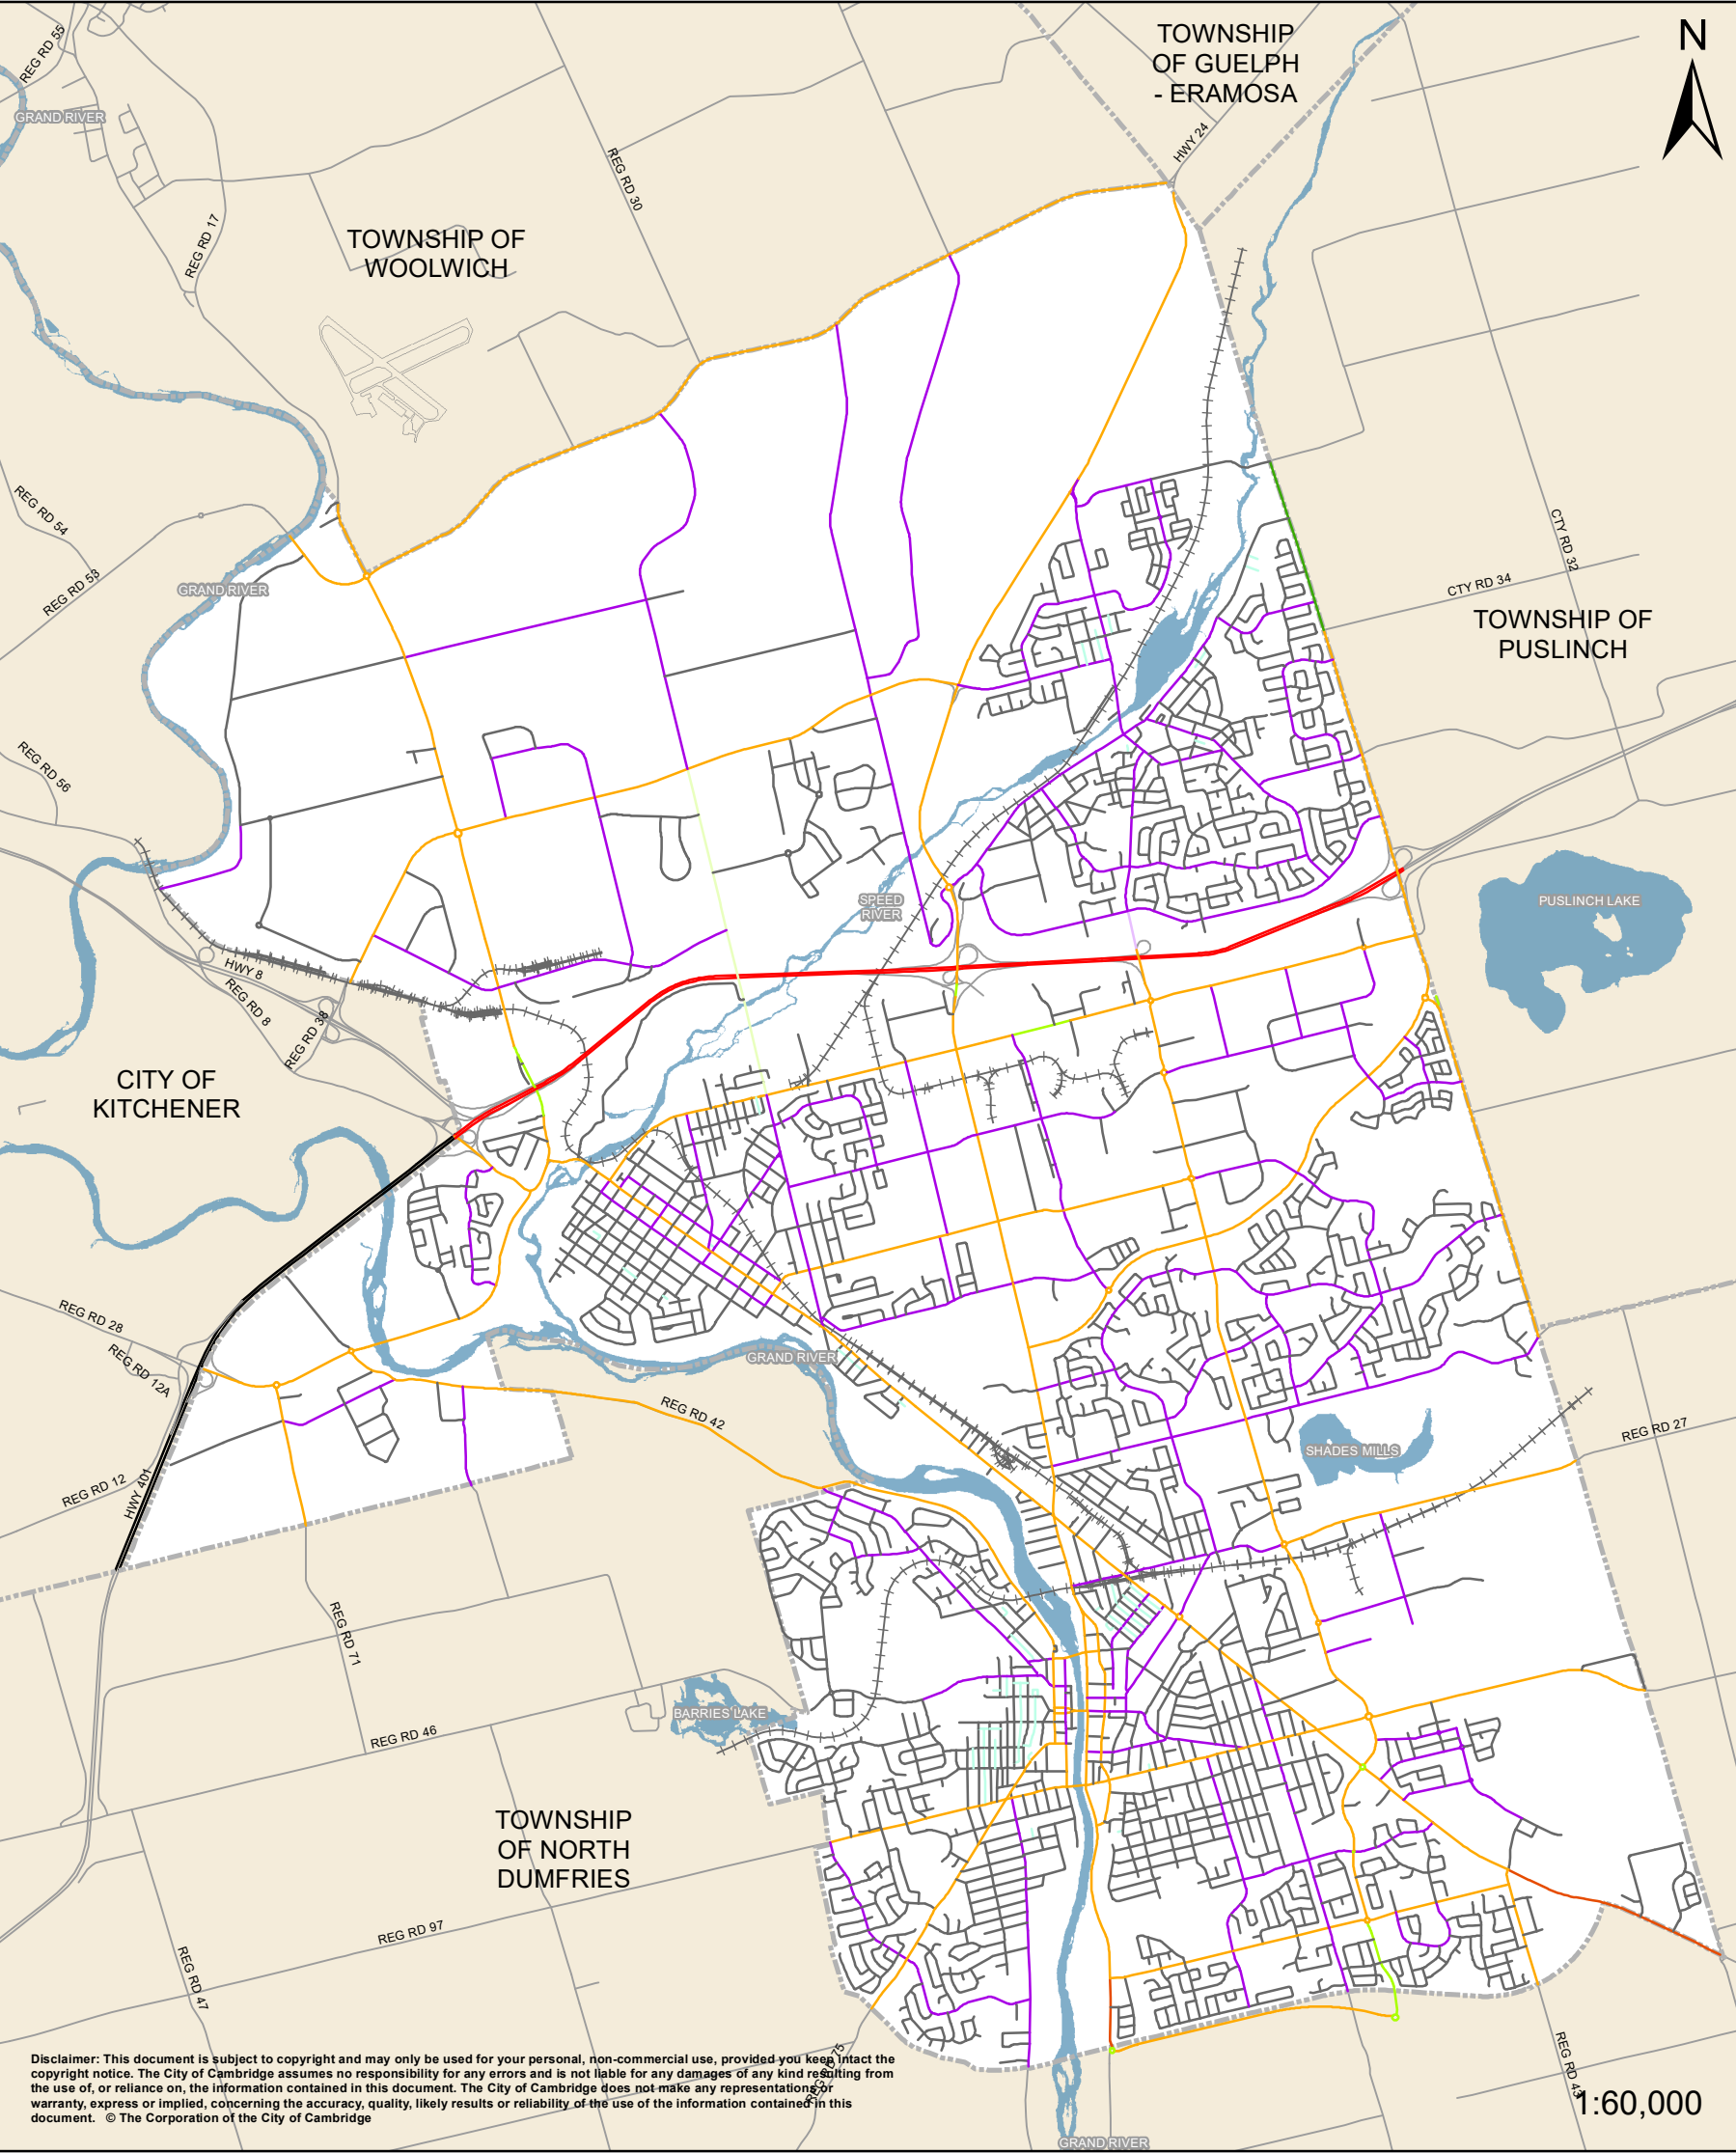 REG RD 55
GRAND RIVER
TOWNSHIP
OF GUELPH
- ERAMOSA
N
HWY 24
REG RD 30
REG RD 17
TOWNSHIP OF
WOOLWICH
REG RD 54
REG RD 53
GRAND RIVER
CTY RD 32
CTY RD 34
TOWNSHIP OF
PUSLINCH
REG RD 56
SPEED
RIVER
PUSLINCH LAKE
HWY 8
REG RD 8
REG RD 38
CITY OF
KITCHENER
REG RD 28
REG RD 12A
GRAND RIVER
REG RD 42
REG RD 27
SHADES MILLS
REG RD 12
HWY 401
REG RD 71
BARRIES LAKE
REG RD 46
TOWNSHIP
OF NORTH
DUMFRIES
REG RD 97
REG RD 47
REG RD 75
REG RD 43
Disclaimer: This document is subject to copyright and may only be used for your personal, non-commercial use, provided you keep intact the
copyright notice. The City of Cambridge assumes no responsibility for any errors and is not liable for any damages of any kind resulting from
the use of, or reliance on, the information contained in this document. The City of Cambridge does not make any representations or
warranty, express or implied, concerning the accuracy, quality, likely results or reliability of the use of the information contained in this
document. © The Corporation of the City of Cambridge
1:60,000
GRAND RIVER